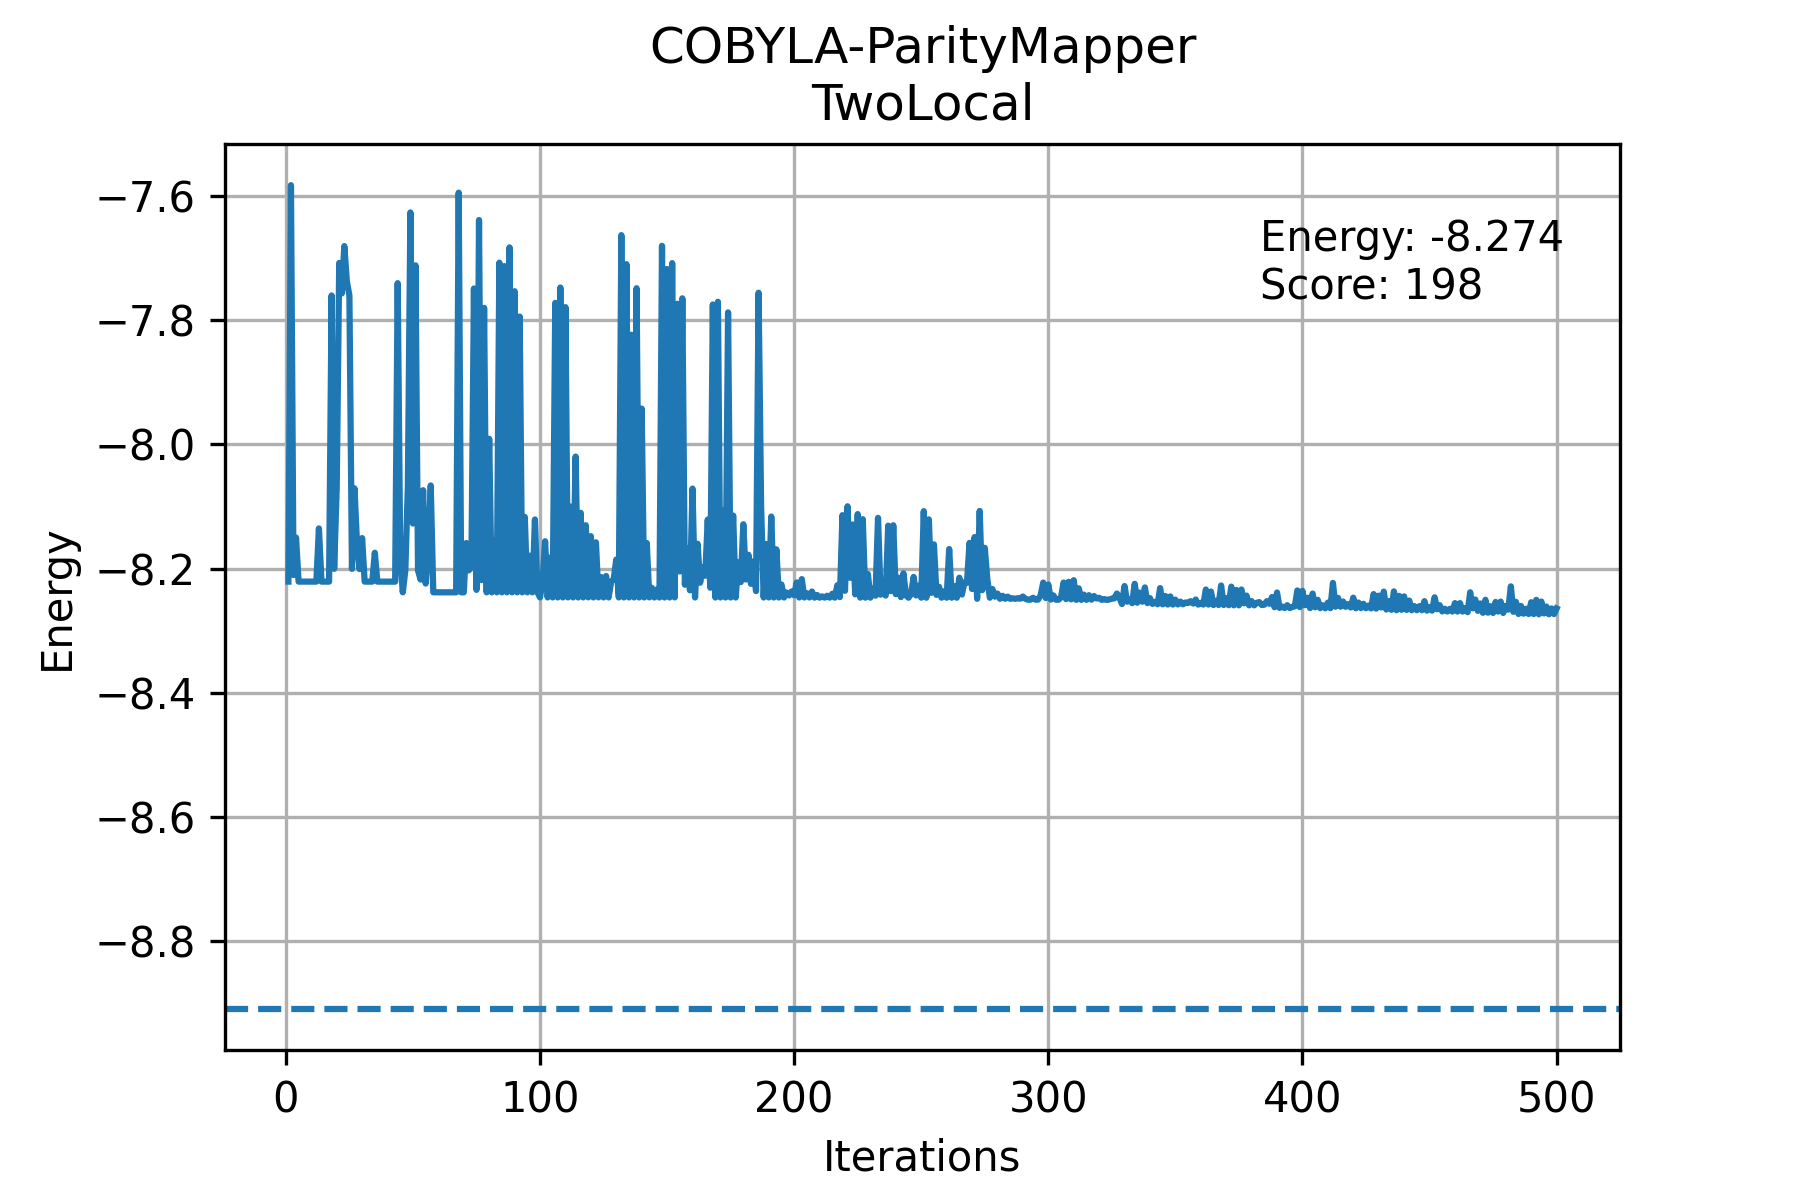 COBYLA-ParityMapper
TwoLocal
Energy: -8.274
Score: 198
Energy
−7.6
−7.8
−8.0
−8.2
−8.4
−8.6
−8.8
0 100 200 300 400 500
Iterations